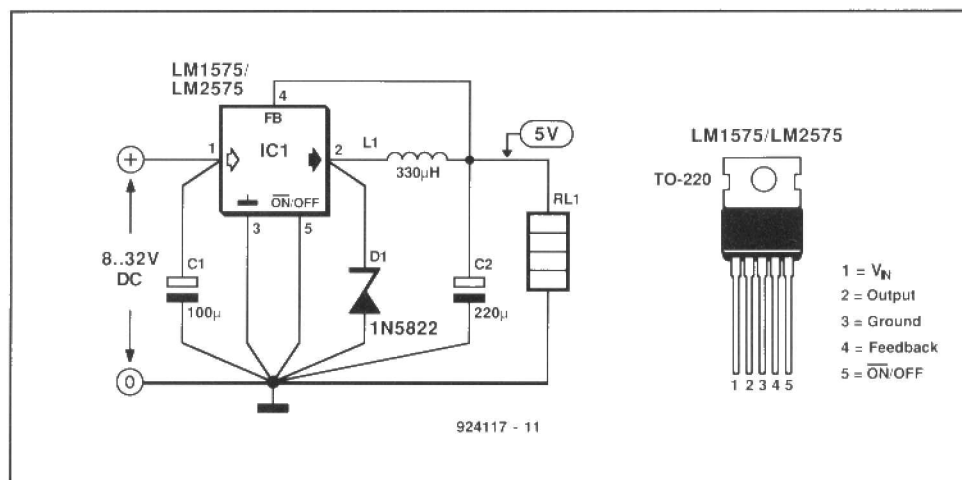 LM1575/
LM2575
4
FB
1
IC1
2
L1
330µH
5V
ON/OFF
3
5
RL1
8..32V
DC
C1
100µ
D1
1N5822
C2
220µ
+
0
924117 - 11
LM1575/LM2575
TO-220
1 2 3 4 5
1 = VIN
2 = Output
3 = Ground
4 = Feedback
5 = ON/OFF